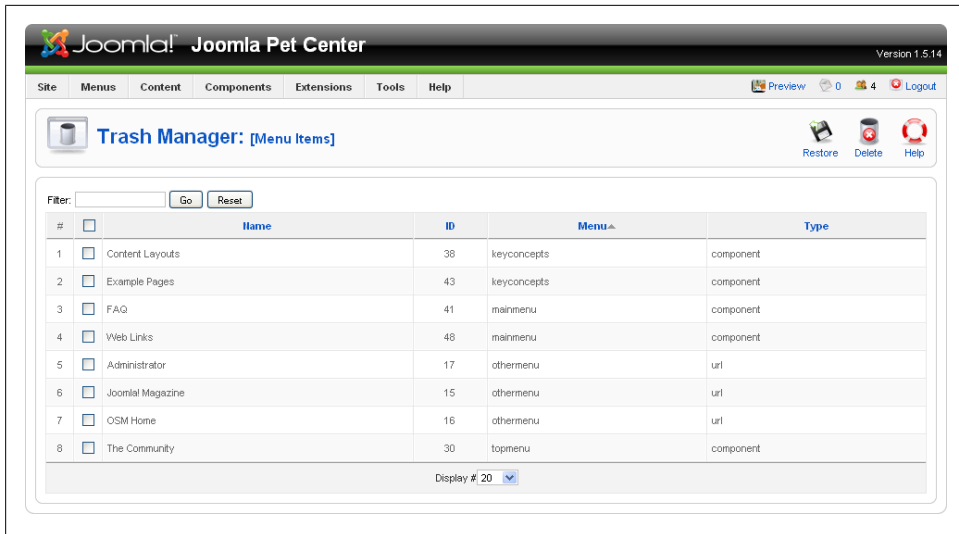 Joomla! Joomla Pet Center
Version 1.5.14
Site Menus Content Components Extensions Tools Help Preview 0 4 Logout
Trash Manager: [Menu Items] Restore Delete Help
Filter: Go Reset
# Name ID Menu Type
1 Content Layouts 38 keyconcepts component
2 Example Pages 43 keyconcepts component
3 FAQ 41 mainmenu component
4 Web Links 48 mainmenu component
5 Administrator 17 othermenu url
6 Joomla! Magazine 15 othermenu url
7 OSM Home 16 othermenu url
8 The Community 30 topmenu component
Display # 20